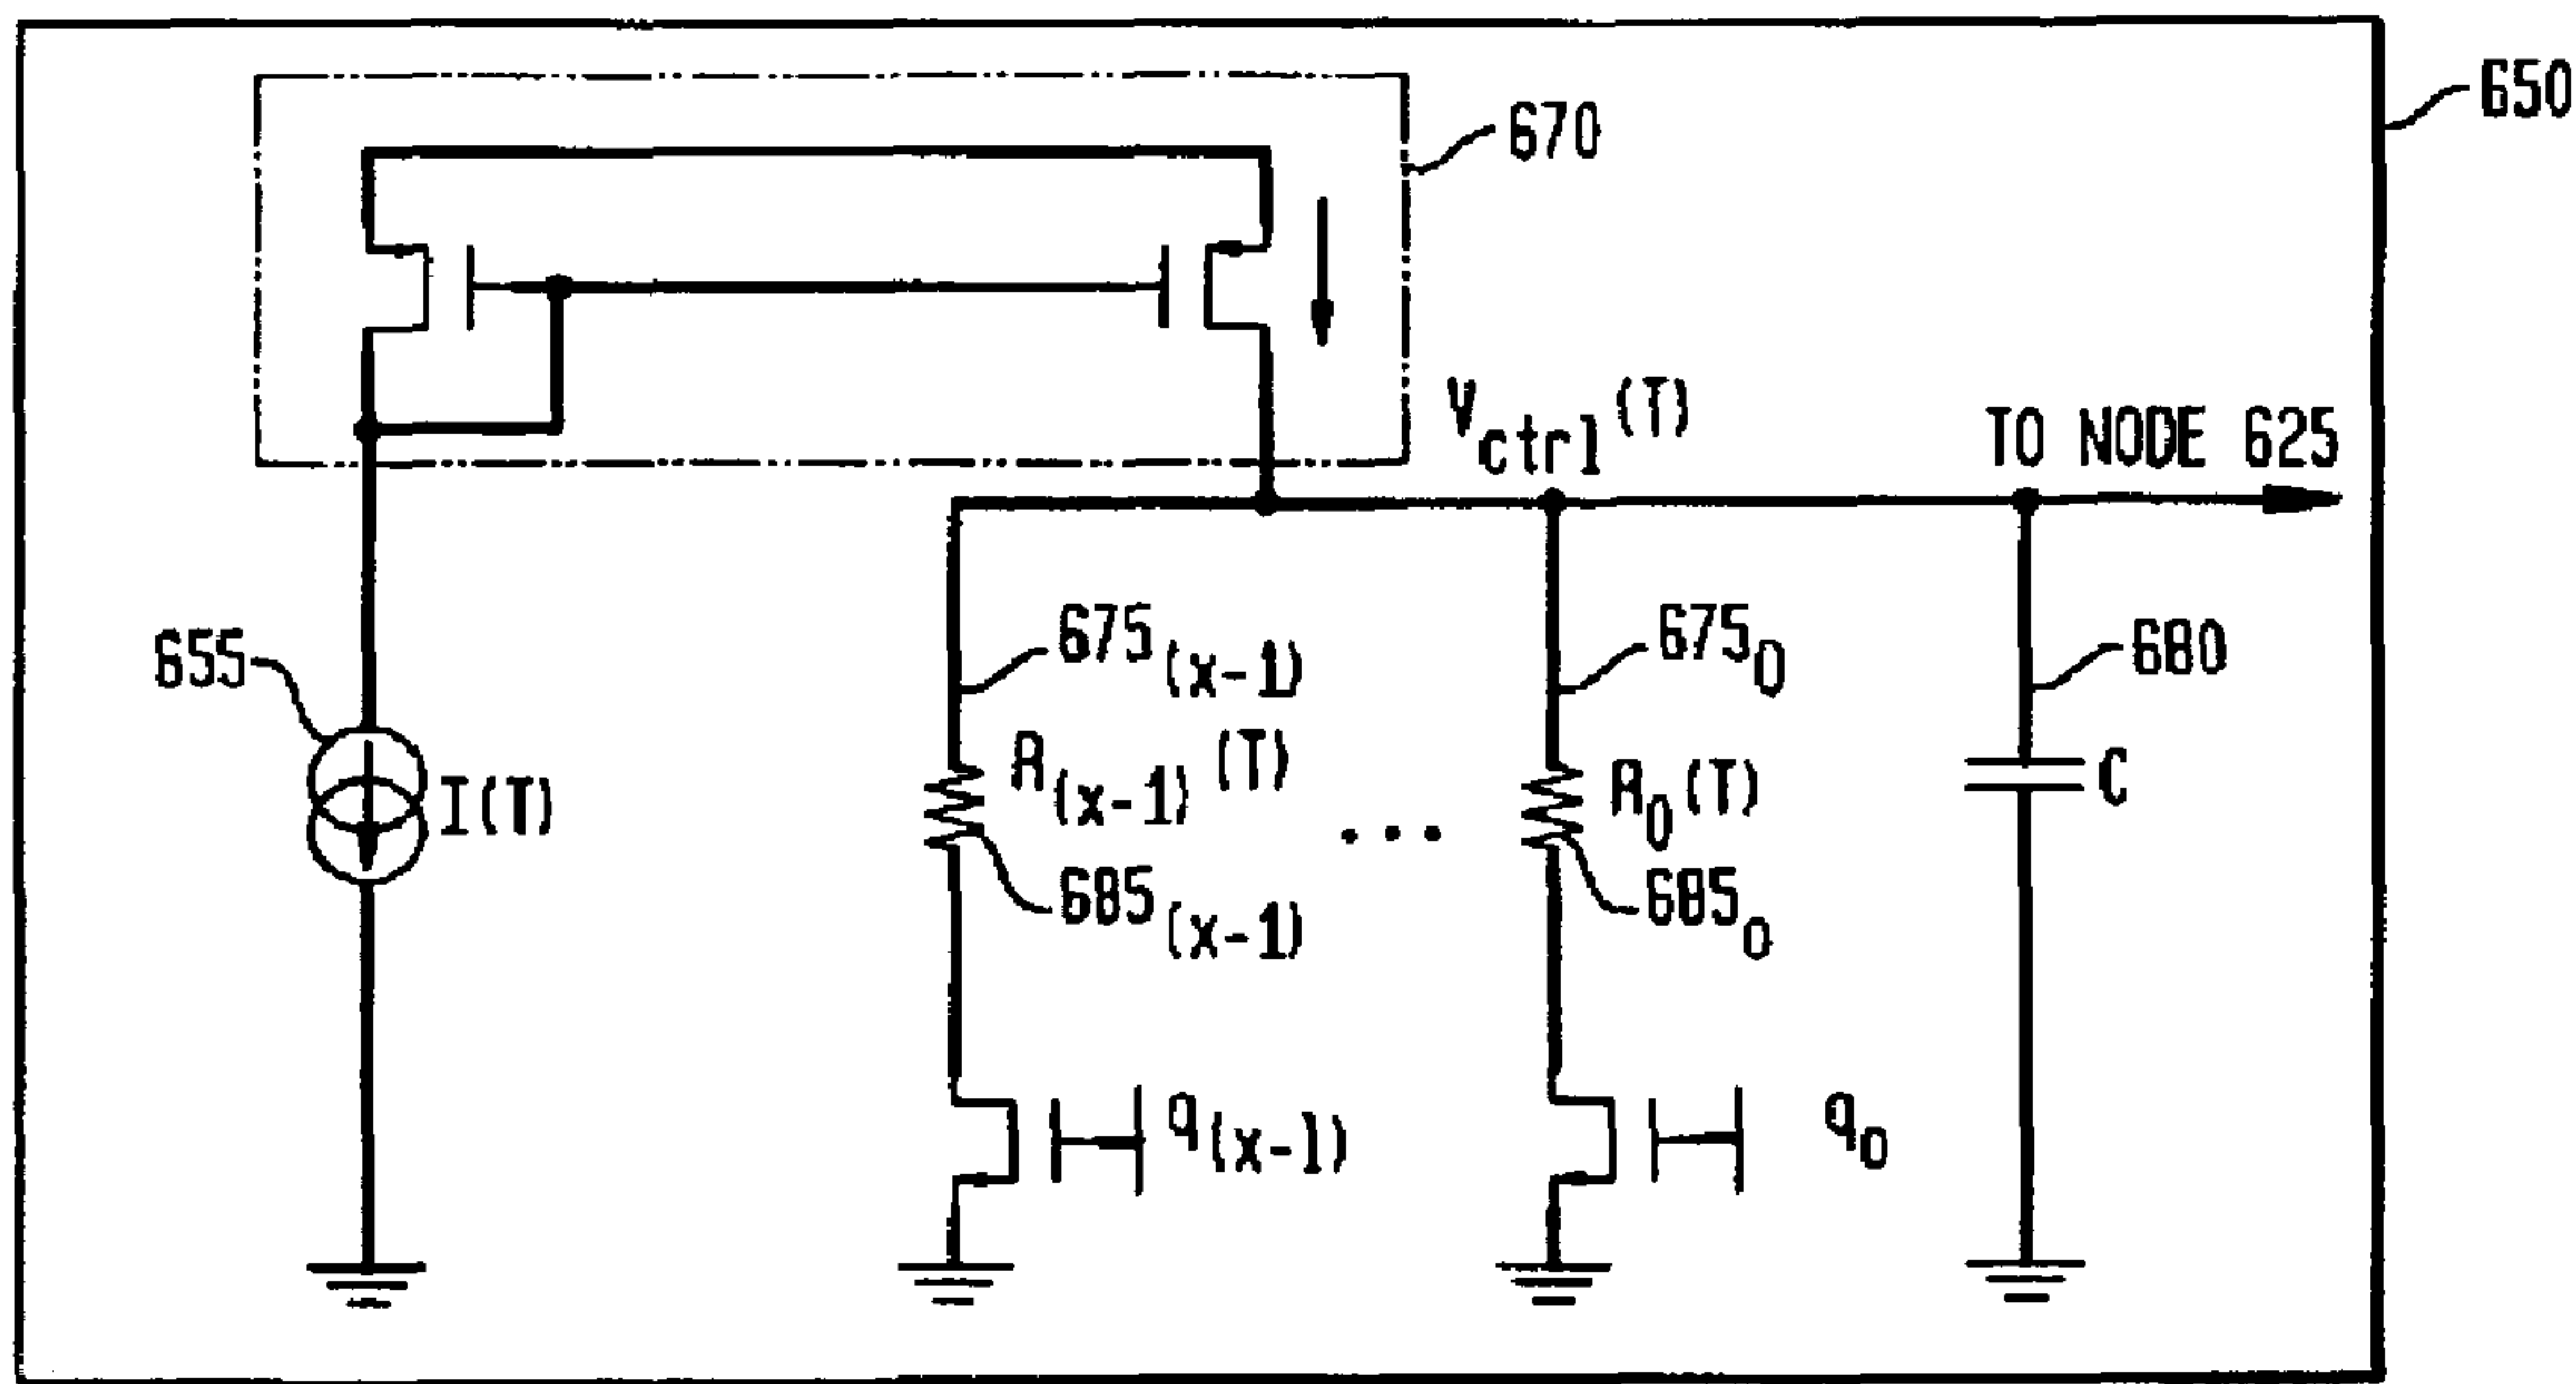 650
670
V_ctrl(T)
TO NODE 625
675_(x-1)
675_0
680
655
R_(x-1)(T)
R_0(T)
C
I(T)
...
685_(x-1)
685_0
q_(x-1)
q_0